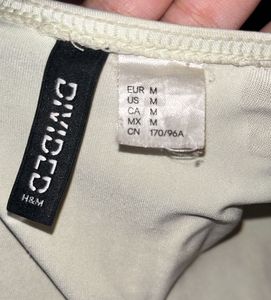 DIVIDED
H&M
EUR M
US M
CA M
MX M
CN 170/96A